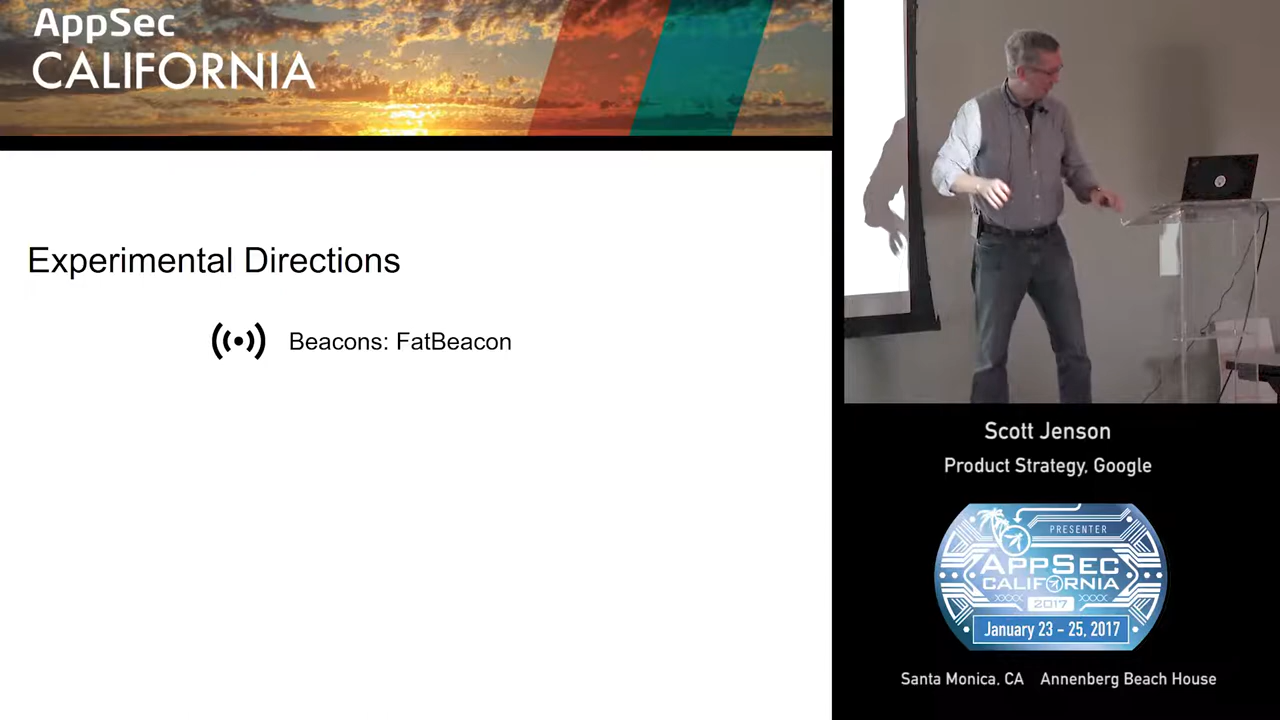 AppSec
CALIFORNIA
Experimental Directions
Beacons: FatBeacon
Scott Jenson
Product Strategy, Google
PRESENTER
APPSEC
CALIFORNIA
2017
January 23 - 25, 2017
Santa Monica, CA Annenberg Beach House